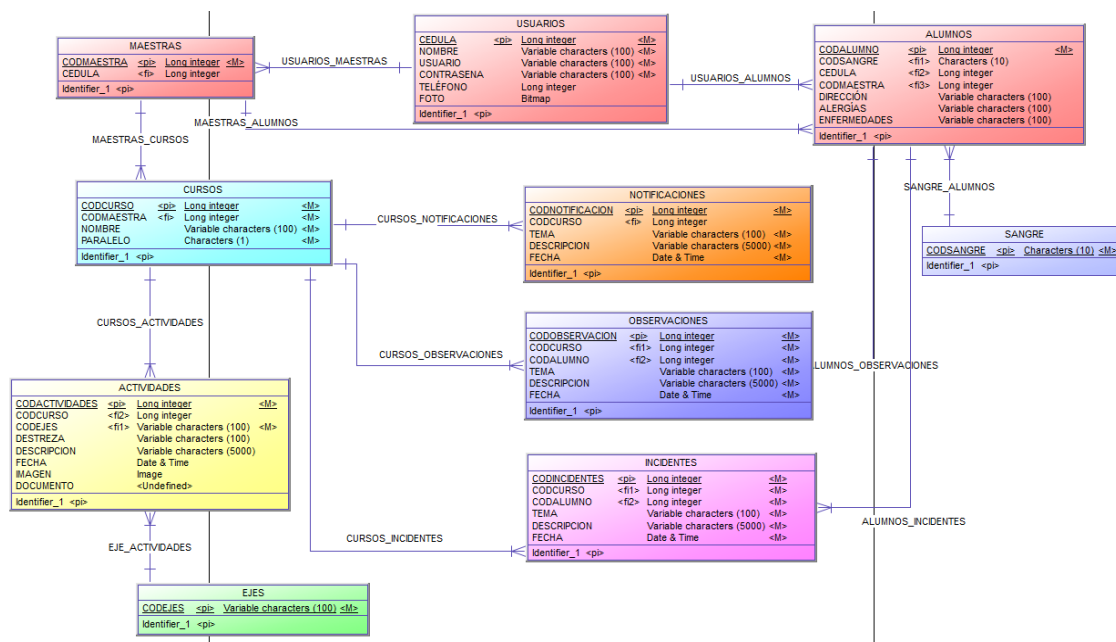 MAESTRAS
CODMAESTRA <pi> Long integer <M>
CEDULA <fi> Long integer
Identifier_1 <pi>
USUARIOS_MAESTRAS
USUARIOS
CEDULA <pi> Long integer <M>
NOMBRE Variable characters (100) <M>
USUARIO Variable characters (100) <M>
CONTRASENA Variable characters (100) <M>
TELÉFONO Long integer
FOTO Bitmap
Identifier_1 <pi>
USUARIOS_ALUMNOS
ALUMNOS
CODALUMNO <pi> Long integer <M>
CODSANGRE <fi1> Characters (10)
CEDULA <fi2> Long integer
CODMAESTRA <fi3> Long integer
DIRECCIÓN Variable characters (100)
ALERGÍAS Variable characters (100)
ENFERMEDADES Variable characters (100)
Identifier_1 <pi>
MAESTRAS_ALUMNOS
MAESTRAS_CURSOS
CURSOS
CODCURSO <pi> Long integer <M>
CODMAESTRA <fi> Long integer
NOMBRE Variable characters (100) <M>
PARALELO Characters (1) <M>
Identifier_1 <pi>
CURSOS_NOTIFICACIONES
NOTIFICACIONES
CODNOTIFICACION <pi> Long integer <M>
CODCURSO <fi> Long integer
TEMA Variable characters (100) <M>
DESCRIPCION Variable characters (5000) <M>
FECHA Date & Time <M>
Identifier_1 <pi>
SANGRE_ALUMNOS
SANGRE
CODSANGRE <pi> Characters (10) <M>
Identifier_1 <pi>
CURSOS_ACTIVIDADES
CURSOS_OBSERVACIONES
OBSERVACIONES
CODOBSERVACION <pi> Long integer <M>
CODCURSO <fi1> Long integer <M>
CODALUMNO <fi2> Long integer <M>
TEMA Variable characters (100) <M>
DESCRIPCION Variable characters (5000) <M>
FECHA Date & Time <M>
Identifier_1 <pi>
ALUMNOS_OBSERVACIONES
ACTIVIDADES
CODACTIVIDADES <pi> Long integer <M>
CODCURSO <fi2> Long integer
CODEJES <fi1> Variable characters (100) <M>
DESTREZA Variable characters (100)
DESCRIPCION Variable characters (5000)
FECHA Date & Time
IMAGEN Image
DOCUMENTO <Undefined>
Identifier_1 <pi>
INCIDENTES
CODINCIDENTES <pi> Long integer <M>
CODCURSO <fi1> Long integer <M>
CODALUMNO <fi2> Long integer <M>
TEMA Variable characters (100) <M>
DESCRIPCION Variable characters (5000) <M>
FECHA Date & Time <M>
Identifier_1 <pi>
ALUMNOS_INCIDENTES
CURSOS_INCIDENTES
EJE_ACTIVIDADES
EJES
CODEJES <pi> Variable characters (100) <M>
Identifier_1 <pi>